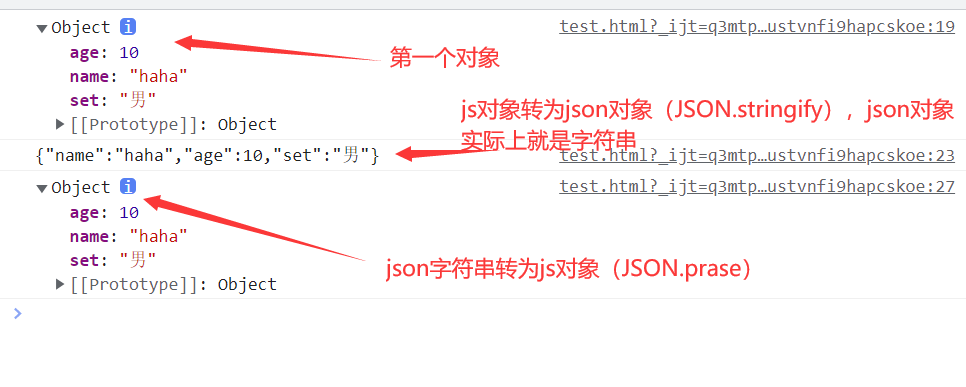 Object i test.html?_ijt=q3mtp…ustvnfi9hapcskoe:19
age: 10
第一个对象
name: "haha"
set: "男"
js对象转为json对象（JSON.stringify），json对象
[[Prototype]]: Object
实际上就是字符串
{"name":"haha","age":10,"set":"男"} test.html?_ijt=q3mtp…ustvnfi9hapcskoe:23
Object i test.html?_ijt=q3mtp…ustvnfi9hapcskoe:27
age: 10
name: "haha"
set: "男"
json字符串转为js对象（JSON.prase）
[[Prototype]]: Object